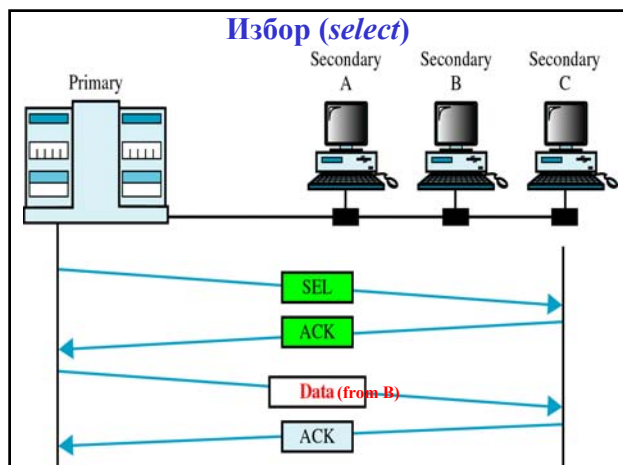 Избор (select)
Primary
Secondary
A
Secondary
B
Secondary
C
SEL
ACK
Data (from B)
ACK